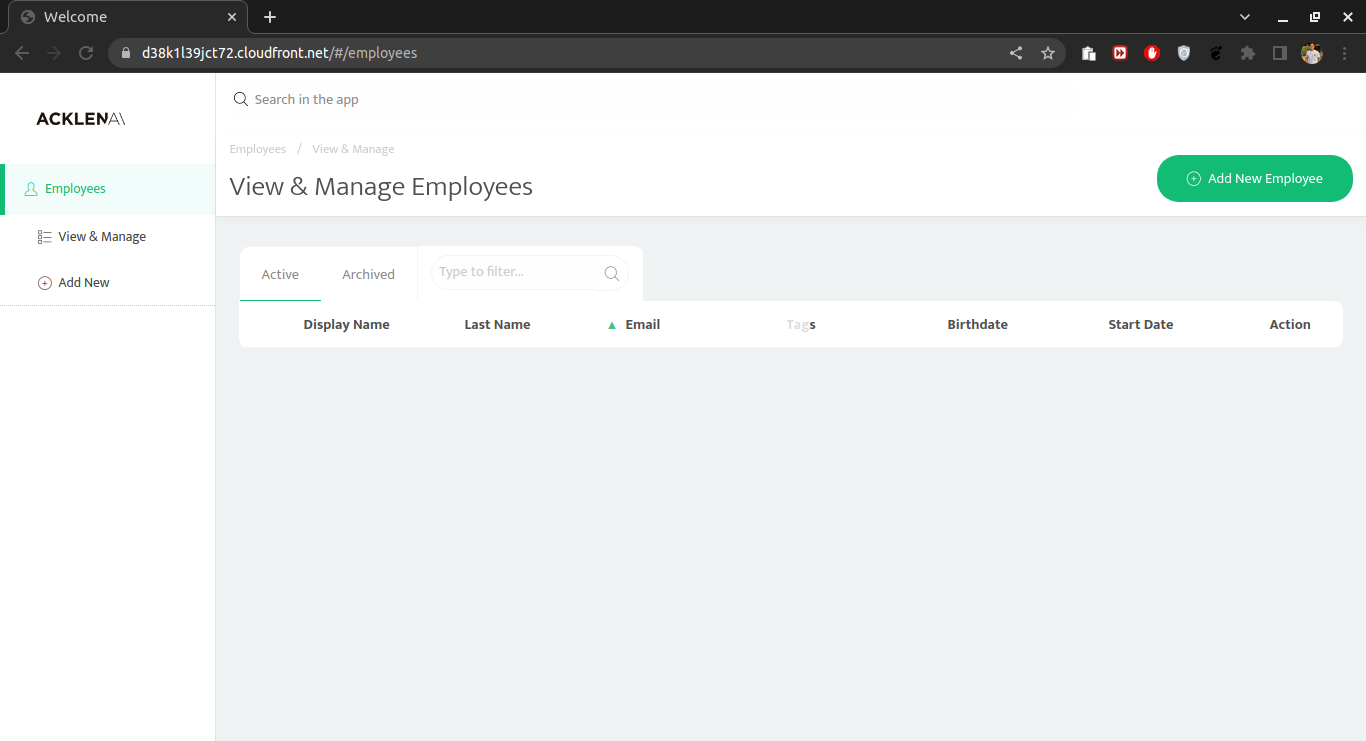 Welcome
d38k1l39jct72.cloudfront.net/#/employees
ACKLENAV
Search in the app
Employees / View & Manage
View & Manage Employees
Add New Employee
Employees
View & Manage
Add New
Active
Archived
Type to filter...
Display Name
Last Name
▲ Email
Tags
Birthdate
Start Date
Action